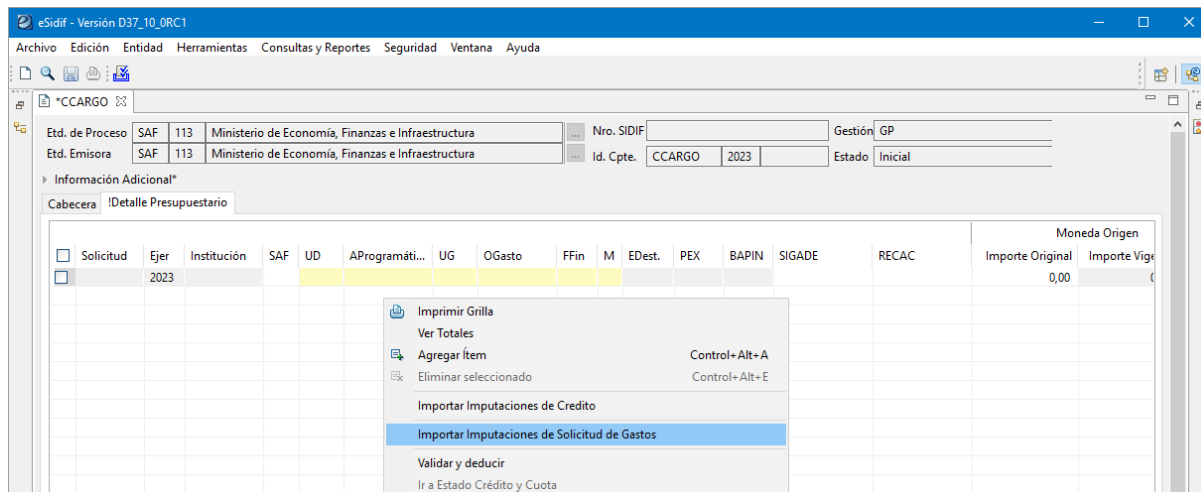 eSidif - Versión D37_10_0RC1
Archivo Edición Entidad Herramientas Consultas y Reportes Seguridad Ventana Ayuda
*CCARGO
Etd. de Proceso SAF 113 Ministerio de Economía, Finanzas e Infraestructura ... Nro. SIDIF Gestión GP
Etd. Emisora SAF 113 Ministerio de Economía, Finanzas e Infraestructura ... Id. Cpte. CCARGO 2023 Estado Inicial
Información Adicional*
Cabecera !Detalle Presupuestario
Moneda Origen
Solicitud Ejer Institución SAF UD AProgramáti... UG OGasto FFin M EDest. PEX BAPIN SIGADE RECAC Importe Original Importe Vige
2023 0,00 0
Imprimir Grilla
Ver Totales
Agregar Ítem Control+Alt+A
Eliminar seleccionado Control+Alt+E
Importar Imputaciones de Credito
Importar Imputaciones de Solicitud de Gastos
Validar y deducir
Ir a Estado Crédito y Cuota